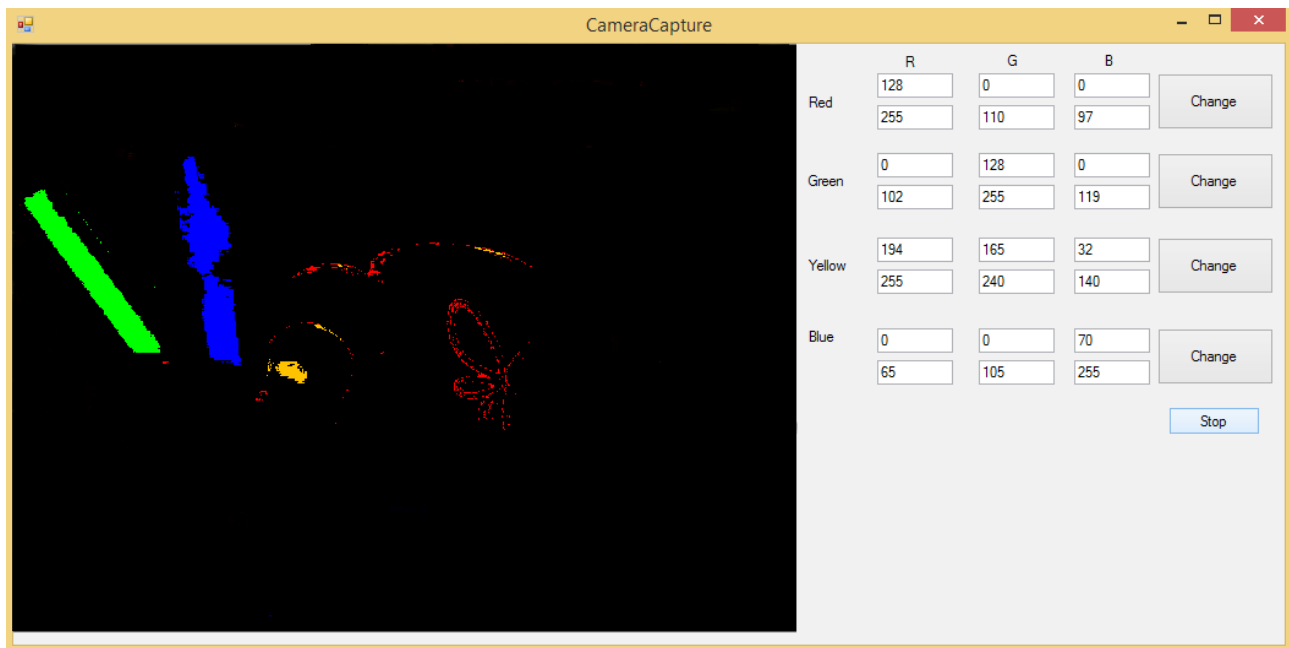 CameraCapture
R G B
128 0 0
Red Change
255 110 97
0 128 0
Green Change
102 255 119
194 165 32
Yellow Change
255 240 140
Blue
0 0 70
Change
65 105 255
Stop